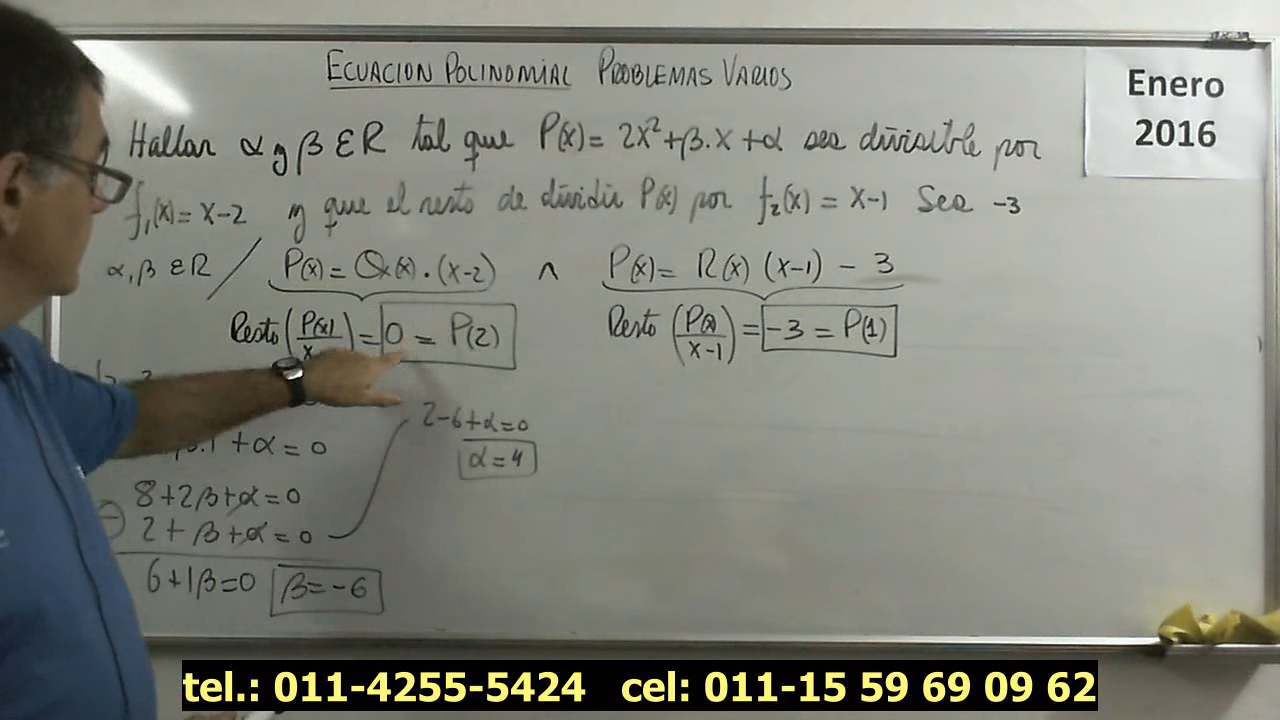 ECUACION POLINOMIAL PROBLEMAS VARIOS
Enero
2016
Hallar α y β ∈ R tal que P(x) = 2x² + β.x + α sea divisible por
f₁(x) = x-2 y que el resto de dividir P(x) por f₂(x) = x-1 sea -3
α, β ∈ R / P(x) = Q(x) . (x-2) ∧ P(x) = R(x) (x-1) - 3
Resto (P(x)/x = 0 = P(2) Resto (P(x)/x-1) = -3 = P(1)
.1 + α = 0
2-6+α=0
α=4
8+2β+α=0
2+β+α=0
6+1β=0 β=-6
tel.: 011-4255-5424 cel: 011-15 59 69 09 62